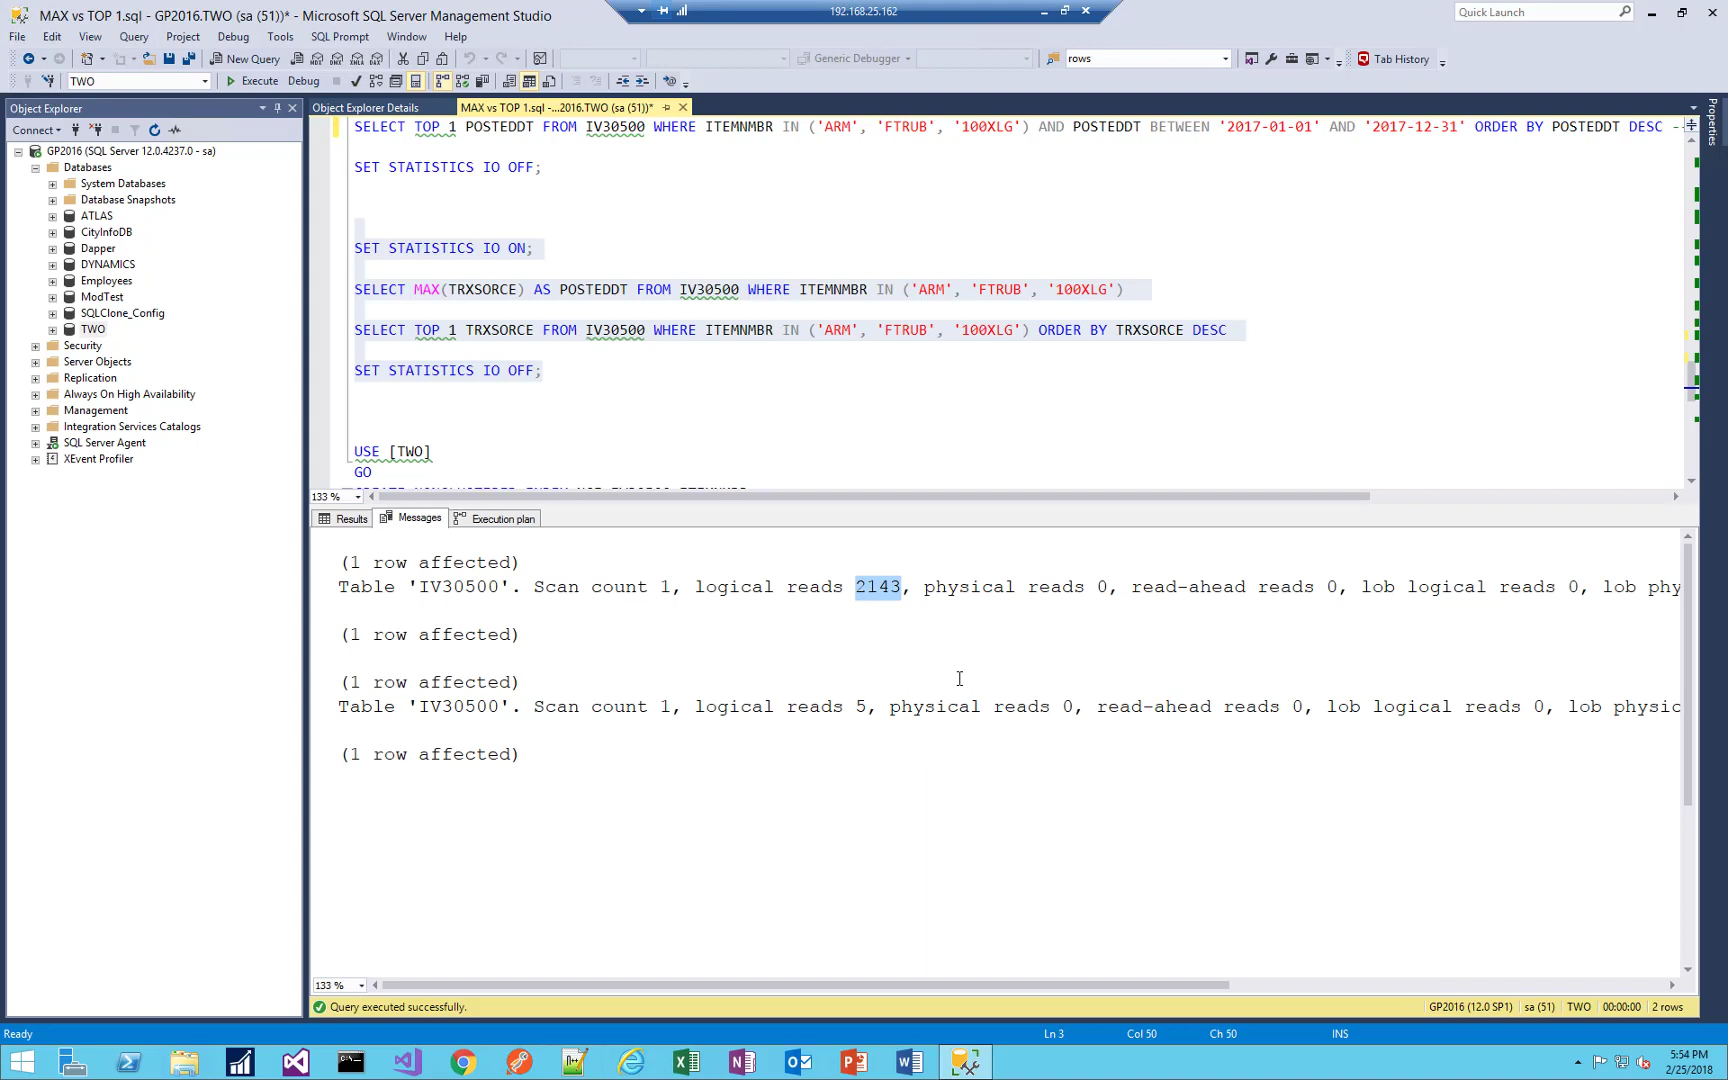 MAX vs TOP 1.sql - GP2016.TWO (sa (51))* - Microsoft SQL Server Management Studio
192.168.25.162
Quick Launch
File Edit View Query Project Debug Tools SQL Prompt Window Help
New Query
Generic Debugger
rows
Tab History
TWO
Execute Debug
Object Explorer
Object Explorer Details
MAX vs TOP 1.sql -...2016.TWO (sa (51))*
Properties
Connect
GP2016 (SQL Server 12.0.4237.0 - sa)
Databases
System Databases
Database Snapshots
ATLAS
CityInfoDB
Dapper
DYNAMICS
Employees
ModTest
SQLClone_Config
TWO
Security
Server Objects
Replication
Always On High Availability
Management
Integration Services Catalogs
SQL Server Agent
XEvent Profiler
SELECT TOP 1 POSTEDDT FROM IV30500 WHERE ITEMNMBR IN ('ARM', 'FTRUB', '100XLG') AND POSTEDDT BETWEEN '2017-01-01' AND '2017-12-31' ORDER BY POSTEDDT DESC --
SET STATISTICS IO OFF;
SET STATISTICS IO ON;
SELECT MAX(TRXSORCE) AS POSTEDDT FROM IV30500 WHERE ITEMNMBR IN ('ARM', 'FTRUB', '100XLG')
SELECT TOP 1 TRXSORCE FROM IV30500 WHERE ITEMNMBR IN ('ARM', 'FTRUB', '100XLG') ORDER BY TRXSORCE DESC
SET STATISTICS IO OFF;
USE [TWO]
GO
133 %
Results Messages Execution plan
(1 row affected)
Table 'IV30500'. Scan count 1, logical reads 2143, physical reads 0, read-ahead reads 0, lob logical reads 0, lob phy
(1 row affected)
(1 row affected)
Table 'IV30500'. Scan count 1, logical reads 5, physical reads 0, read-ahead reads 0, lob logical reads 0, lob physic
(1 row affected)
133 %
Query executed successfully.
GP2016 (12.0 SP1) sa (51) TWO 00:00:00 2 rows
Ready
Ln 3 Col 50 Ch 50 INS
5:54 PM
2/25/2018